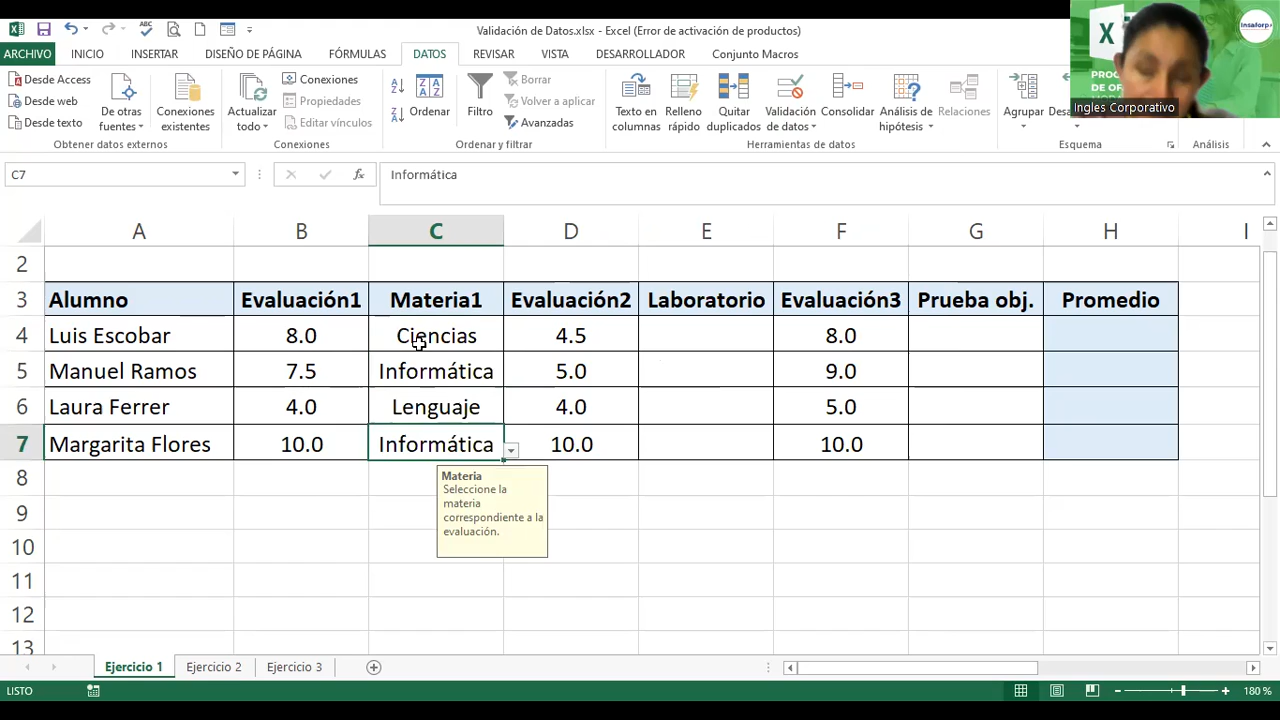 Validación de Datos.xlsx - Excel (Error de activación de productos)
ARCHIVO INICIO INSERTAR DISEÑO DE PÁGINA FÓRMULAS DATOS REVISAR VISTA DESARROLLADOR Conjunto Macros
Desde Access
Desde web
Desde texto
De otras
fuentes
Conexiones
existentes
Actualizar
todo
Conexiones
Propiedades
Editar vínculos
Ordenar
Filtro
Borrar
Volver a aplicar
Avanzadas
Texto en
columnas
Relleno
rápido
Quitar
duplicados
Validación
de datos
Consolidar
Análisis de
hipótesis
Relaciones
Agrupar
Obtener datos externos Conexiones Ordenar y filtrar Herramientas de datos Esquema Análisis
insaforp
Ingles Corporativo
C7 fx Informática
A B C D E F G H I
2
3 Alumno Evaluación1 Materia1 Evaluación2 Laboratorio Evaluación3 Prueba obj. Promedio
4 Luis Escobar 8.0 Ciencias 4.5 8.0
5 Manuel Ramos 7.5 Informática 5.0 9.0
6 Laura Ferrer 4.0 Lenguaje 4.0 5.0
7 Margarita Flores 10.0 Informática 10.0 10.0
8
Materia
Seleccione la
materia
correspondiente a la
evaluación.
9
10
11
12
13
Ejercicio 1 Ejercicio 2 Ejercicio 3
LISTO 180 %